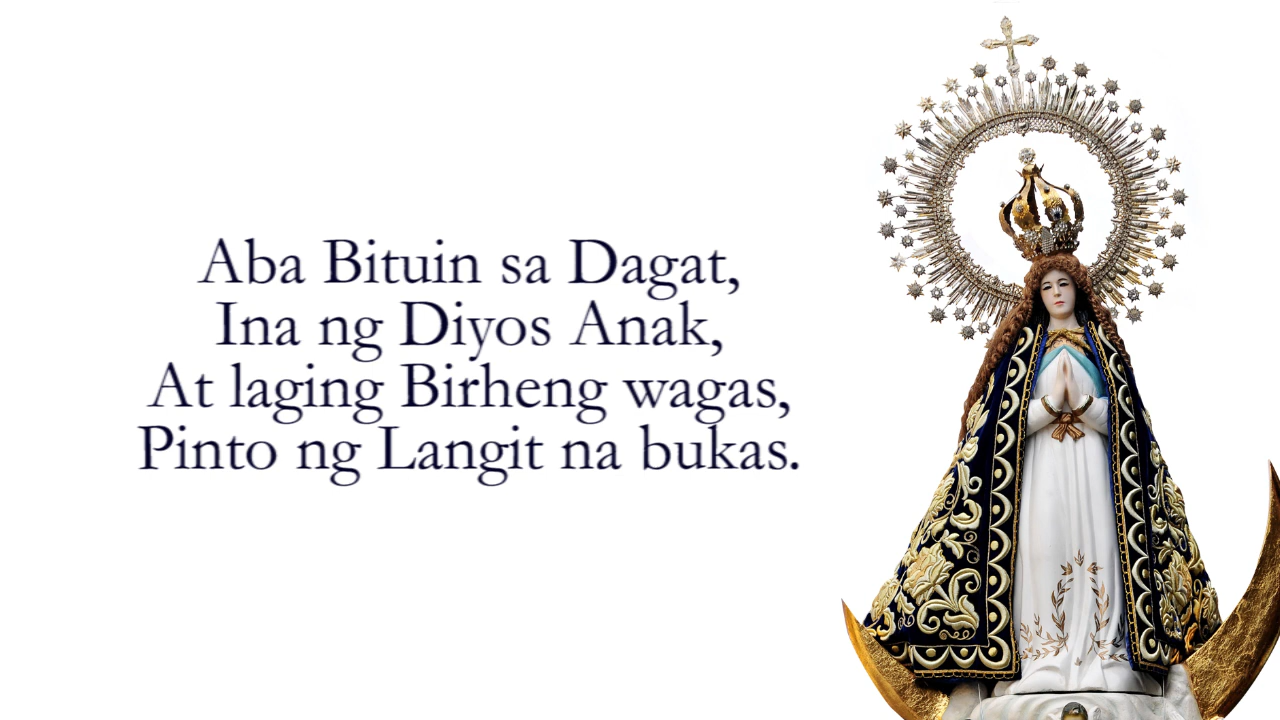 Aba Bituin sa Dagat,
Ina ng Diyos Anak,
At laging Birheng wagas,
Pinto ng Langit na bukas.